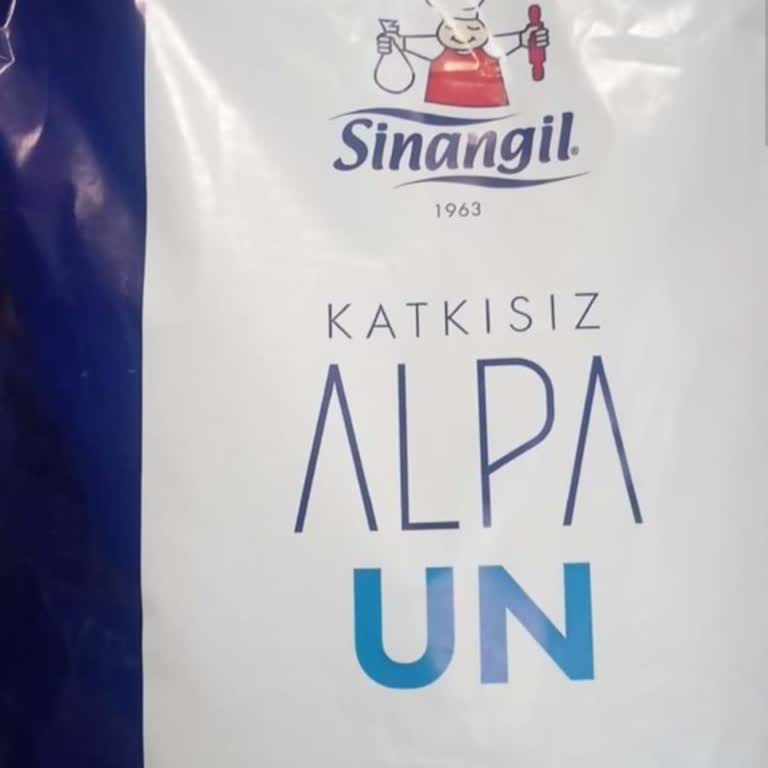 Sinangil
1963
KATKISIZ
ALPA
UN